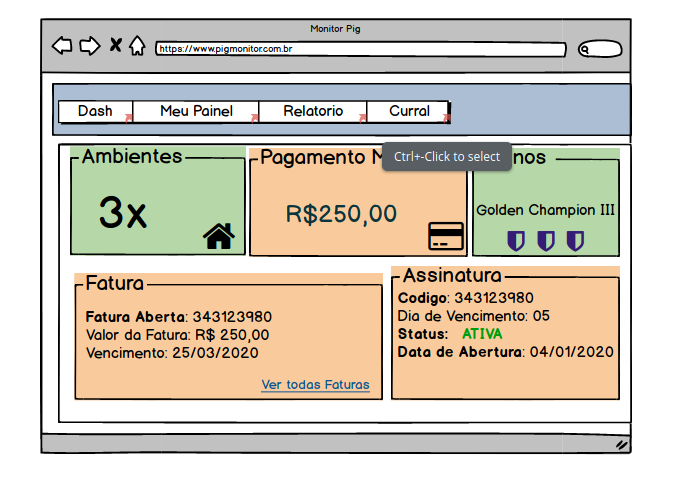 Monitor Pig
https://www.pigmonitor.com.br
Dash Meu Painel Relatorio Curral
Ctrl+-Click to select
Ambientes
3x
Pagamento
R$250,00
Golden Champion III
Fatura
Fatura Aberta: 343123980
Valor da Fatura: R$ 250,00
Vencimento: 25/03/2020
Ver todas Faturas
Assinatura
Codigo: 343123980
Dia de Vencimento: 05
Status: ATIVA
Data de Abertura: 04/01/2020